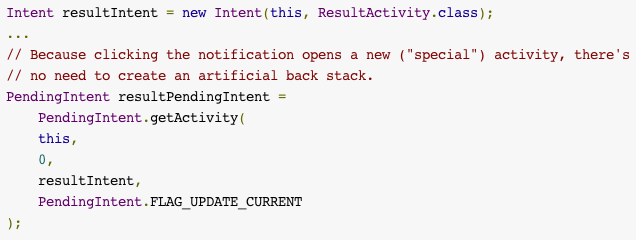 Intent resultIntent = new Intent(this, ResultActivity.class);
...
// Because clicking the notification opens a new ("special") activity, there's
// no need to create an artificial back stack.
PendingIntent resultPendingIntent =
    PendingIntent.getActivity(
    this,
    0,
    resultIntent,
    PendingIntent.FLAG_UPDATE_CURRENT
);